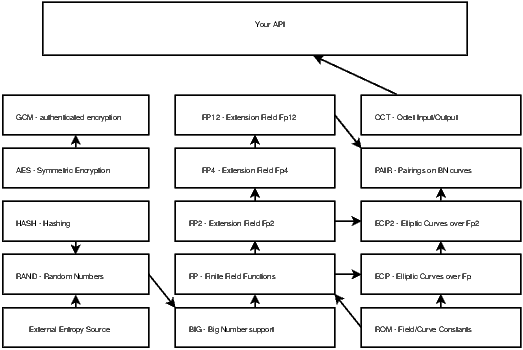 Your API
GCM - authenticated encryption
FP12 - Extension Field Fp12
OCT - Octet Input/Output
AES - Symmetric Encryption
FP4 - Extension Field Fp4
PAIR - Pairings on BN curves
HASH - Hashing
FP2 - Extension Field Fp2
ECP2 - Elliptic Curves over Fp2
RAND - Random Numbers
FP - Finite Field Functions
ECP - Elliptic Curves over Fp
External Entropy Source
BIG - Big Number support
ROM - Field/Curve Constants